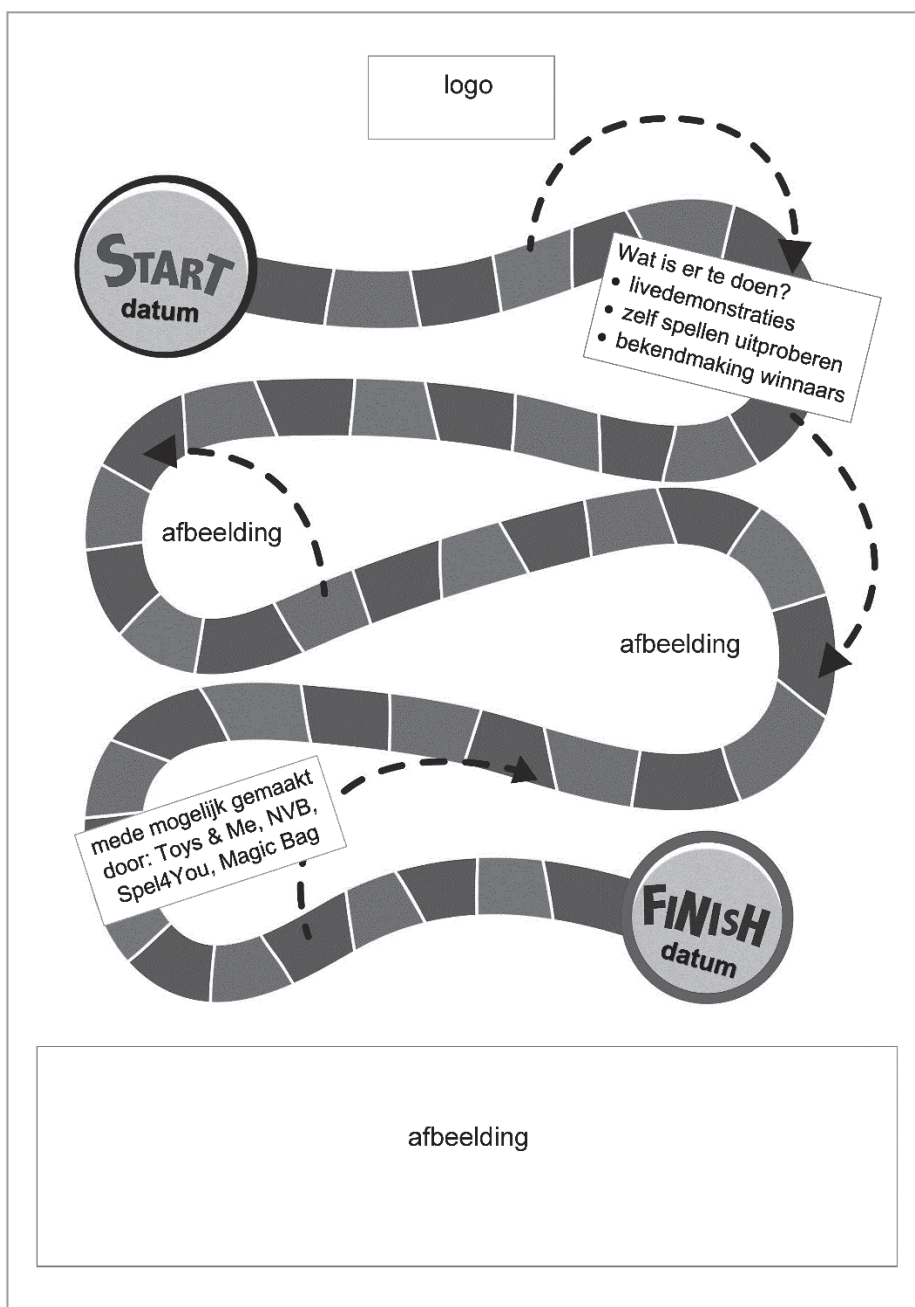 logo
START
datum
Wat is er te doen?
• livedemonstraties
• zelf spellen uitproberen
• bekendmaking winnaars
afbeelding
afbeelding
mede mogelijk gemaakt
door: Toys & Me, NVB,
Spel4You, Magic Bag
FINISH
datum
afbeelding